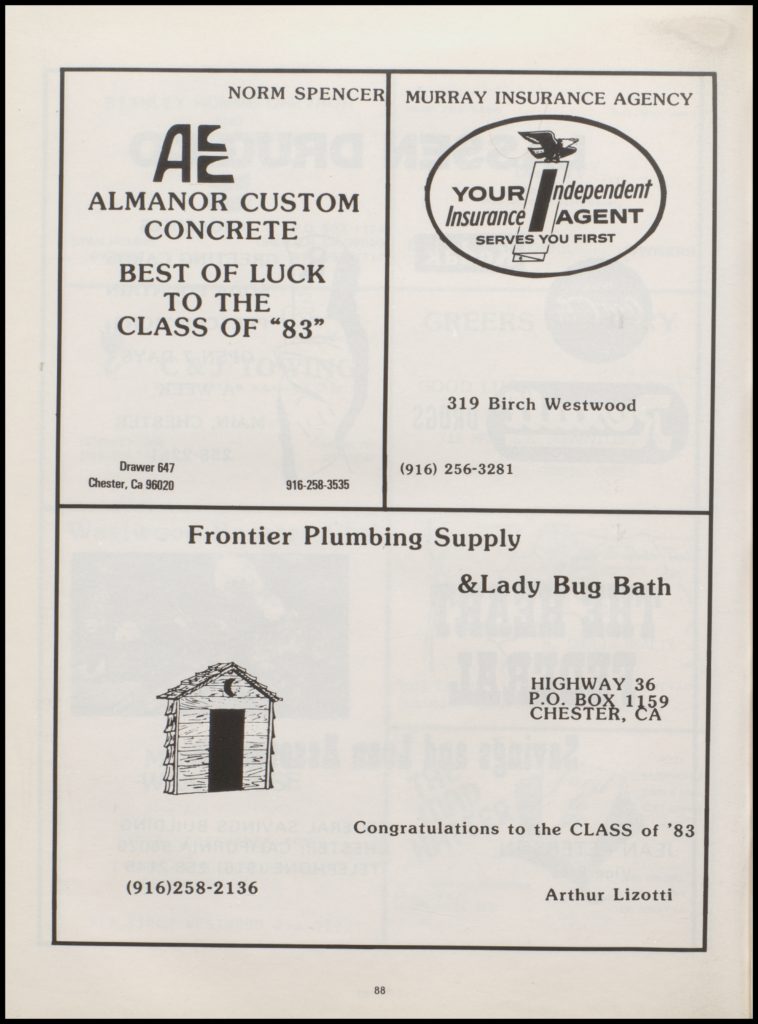 NORM SPENCER
ALMANOR CUSTOM
CONCRETE
BEST OF LUCK
TO THE
CLASS OF “83”
Drawer 647
Chester, Ca 96020
916-258-3535
MURRAY INSURANCE AGENCY
YOUR Independent
Insurance AGENT
SERVES YOU FIRST
319 Birch Westwood
(916) 256-3281
Frontier Plumbing Supply
&Lady Bug Bath
HIGHWAY 36
P.O. BOX 1159
CHESTER, CA
Congratulations to the CLASS of '83
(916)258-2136
Arthur Lizotti
88